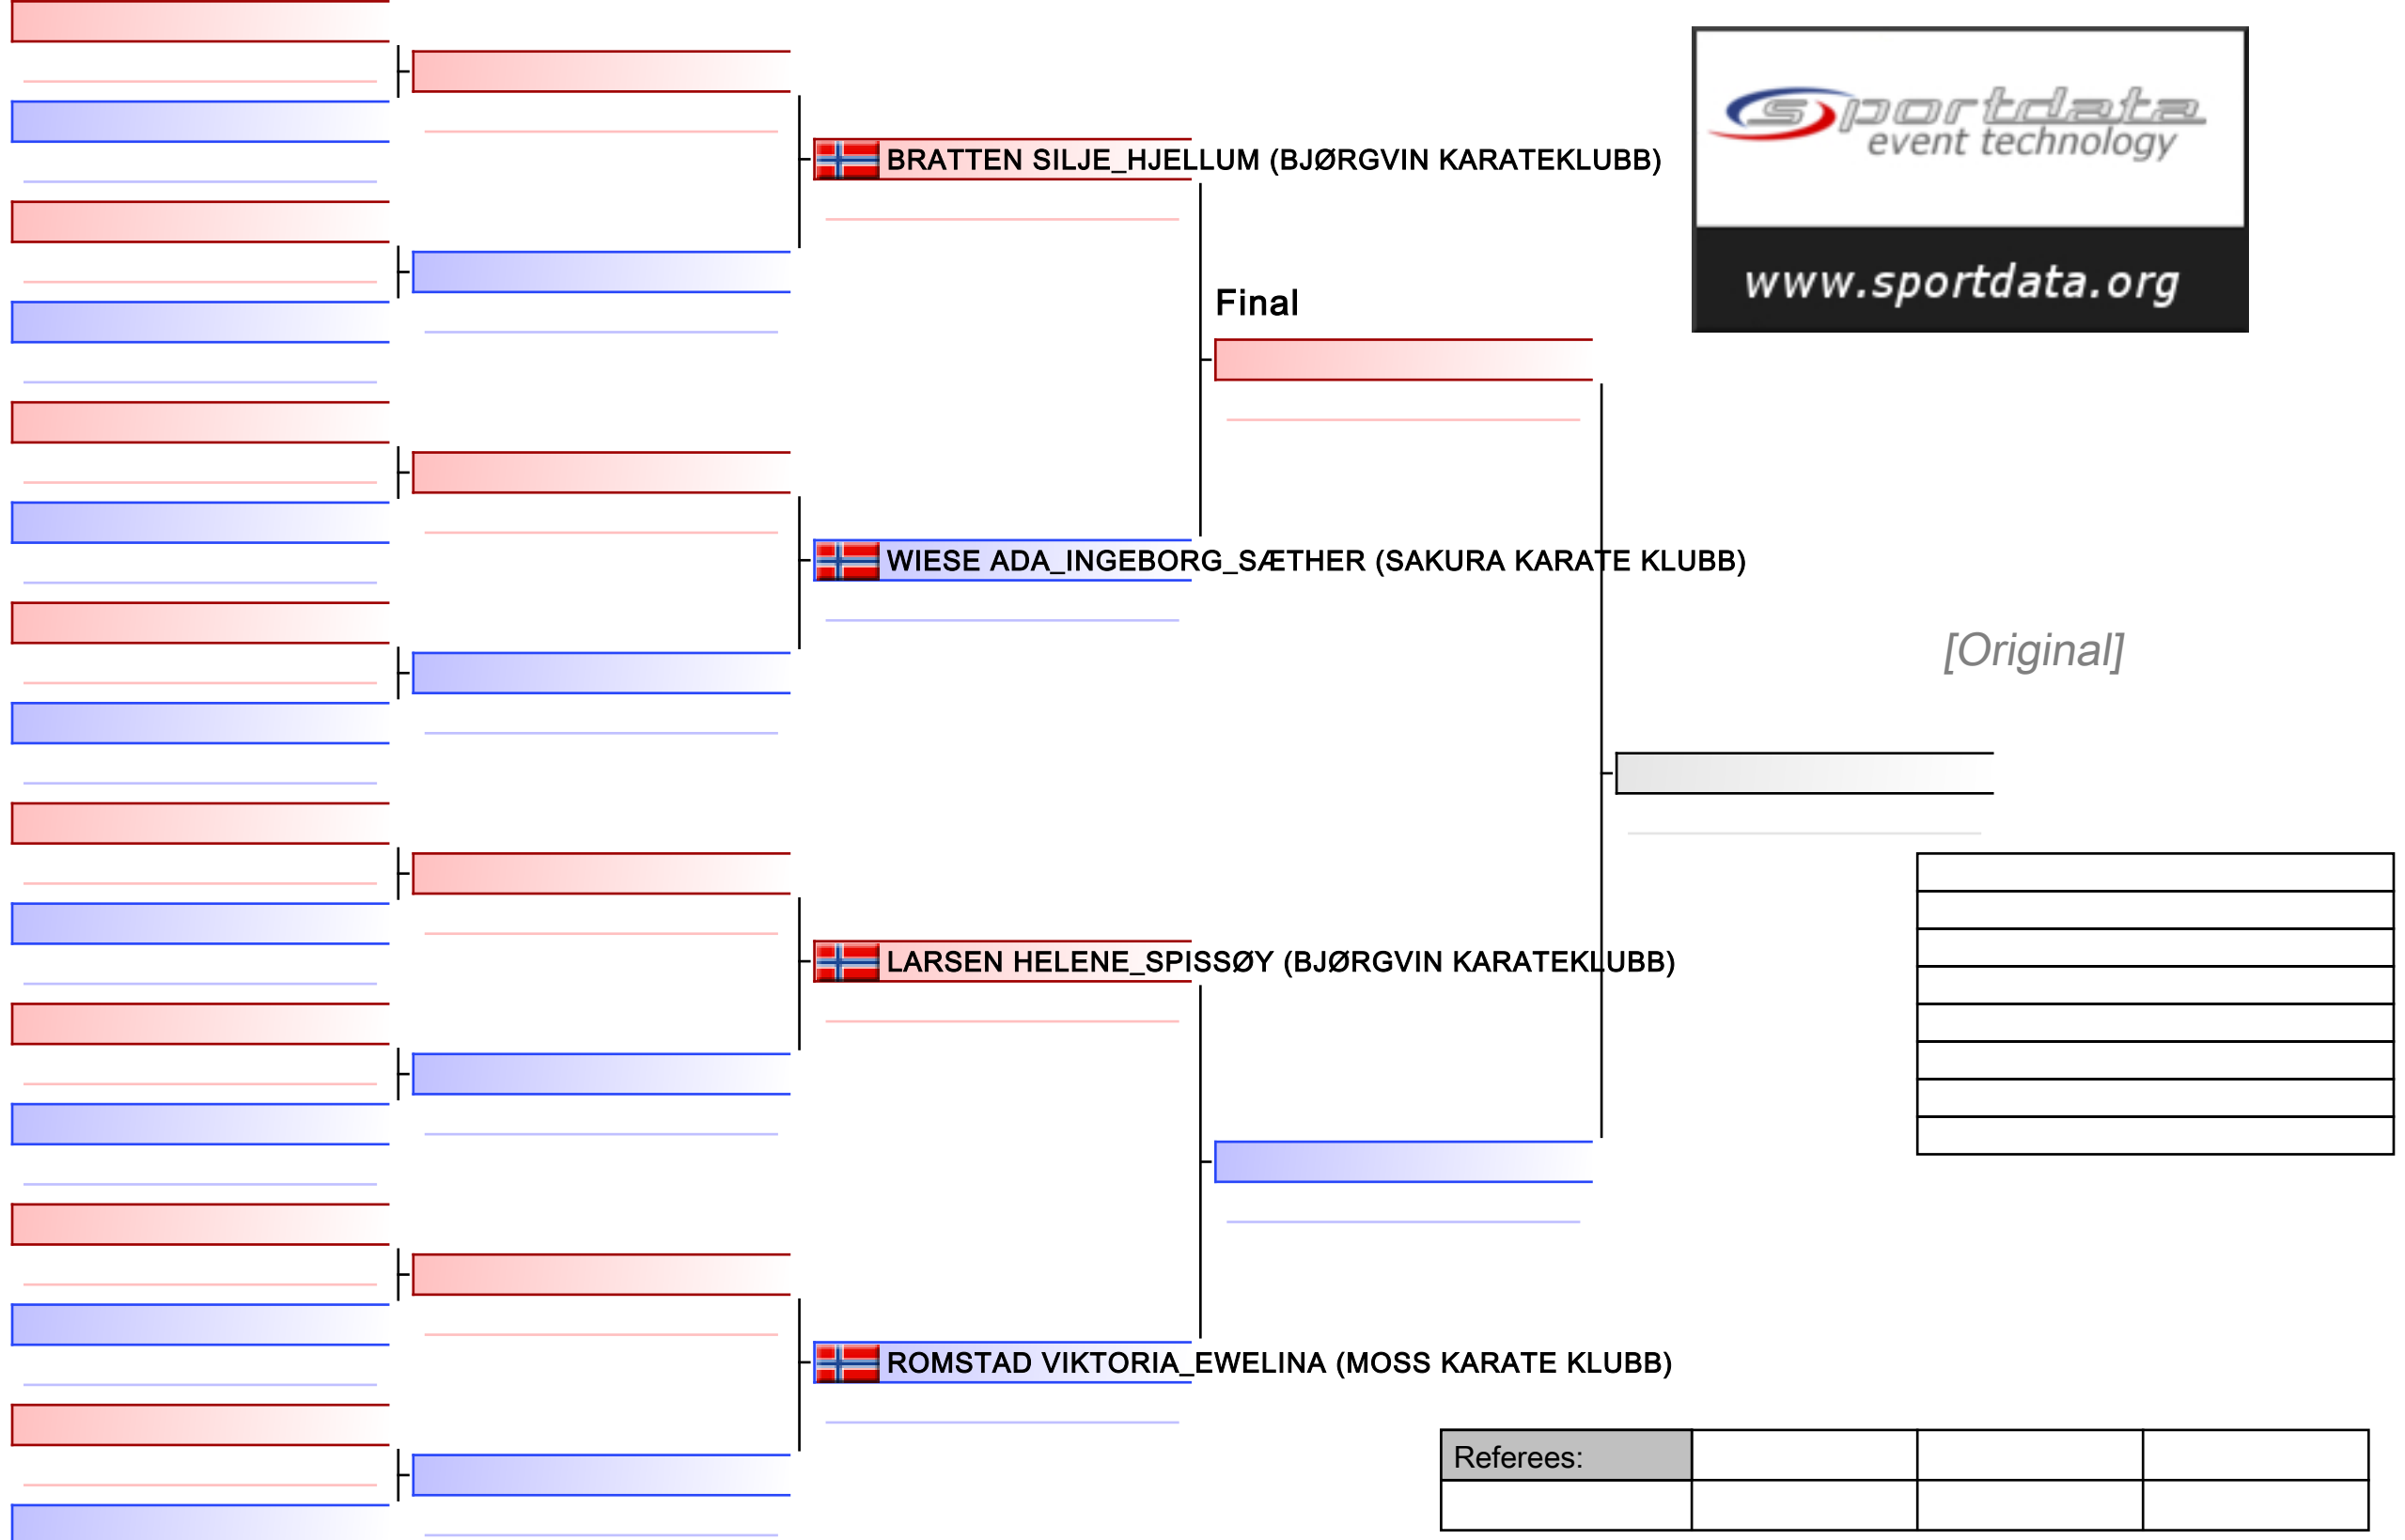 sportdata
event technology
www.sportdata.org
BRATTEN SILJE_HJELLUM (BJØRGVIN KARATEKLUBB)
Final
WIESE ADA_INGEBORG_SÆTHER (SAKURA KARATE KLUBB)
[Original]
LARSEN HELENE_SPISSØY (BJØRGVIN KARATEKLUBB)
ROMSTAD VIKTORIA_EWELINA (MOSS KARATE KLUBB)
Referees: